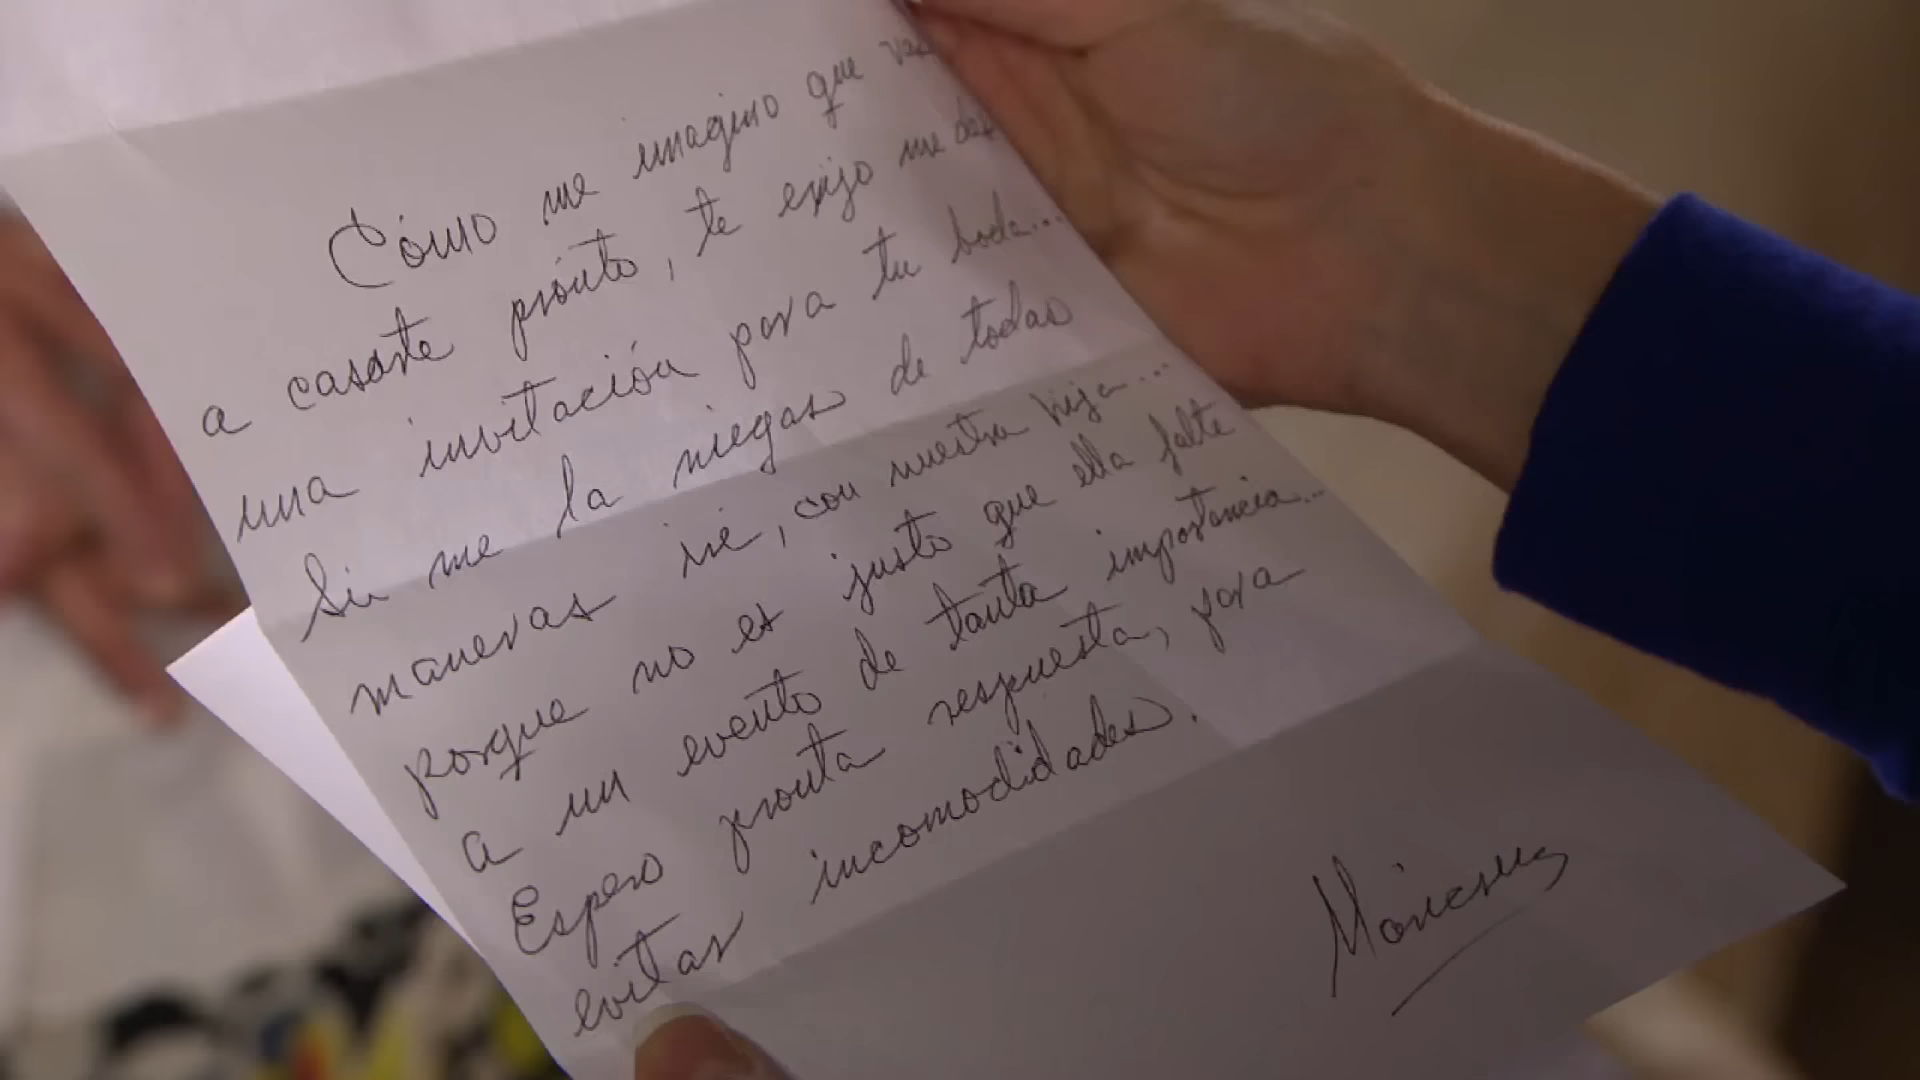 Cómo me imagino que vas
a casarte pronto, te exijo me des
una invitación para tu boda...
Si me la niegas de todas
maneras iré, con nuestra hija...
porque no es justo que ella falte
a un evento de tanta importancia...
Espero pronta respuesta, para
evitar incomodidades.